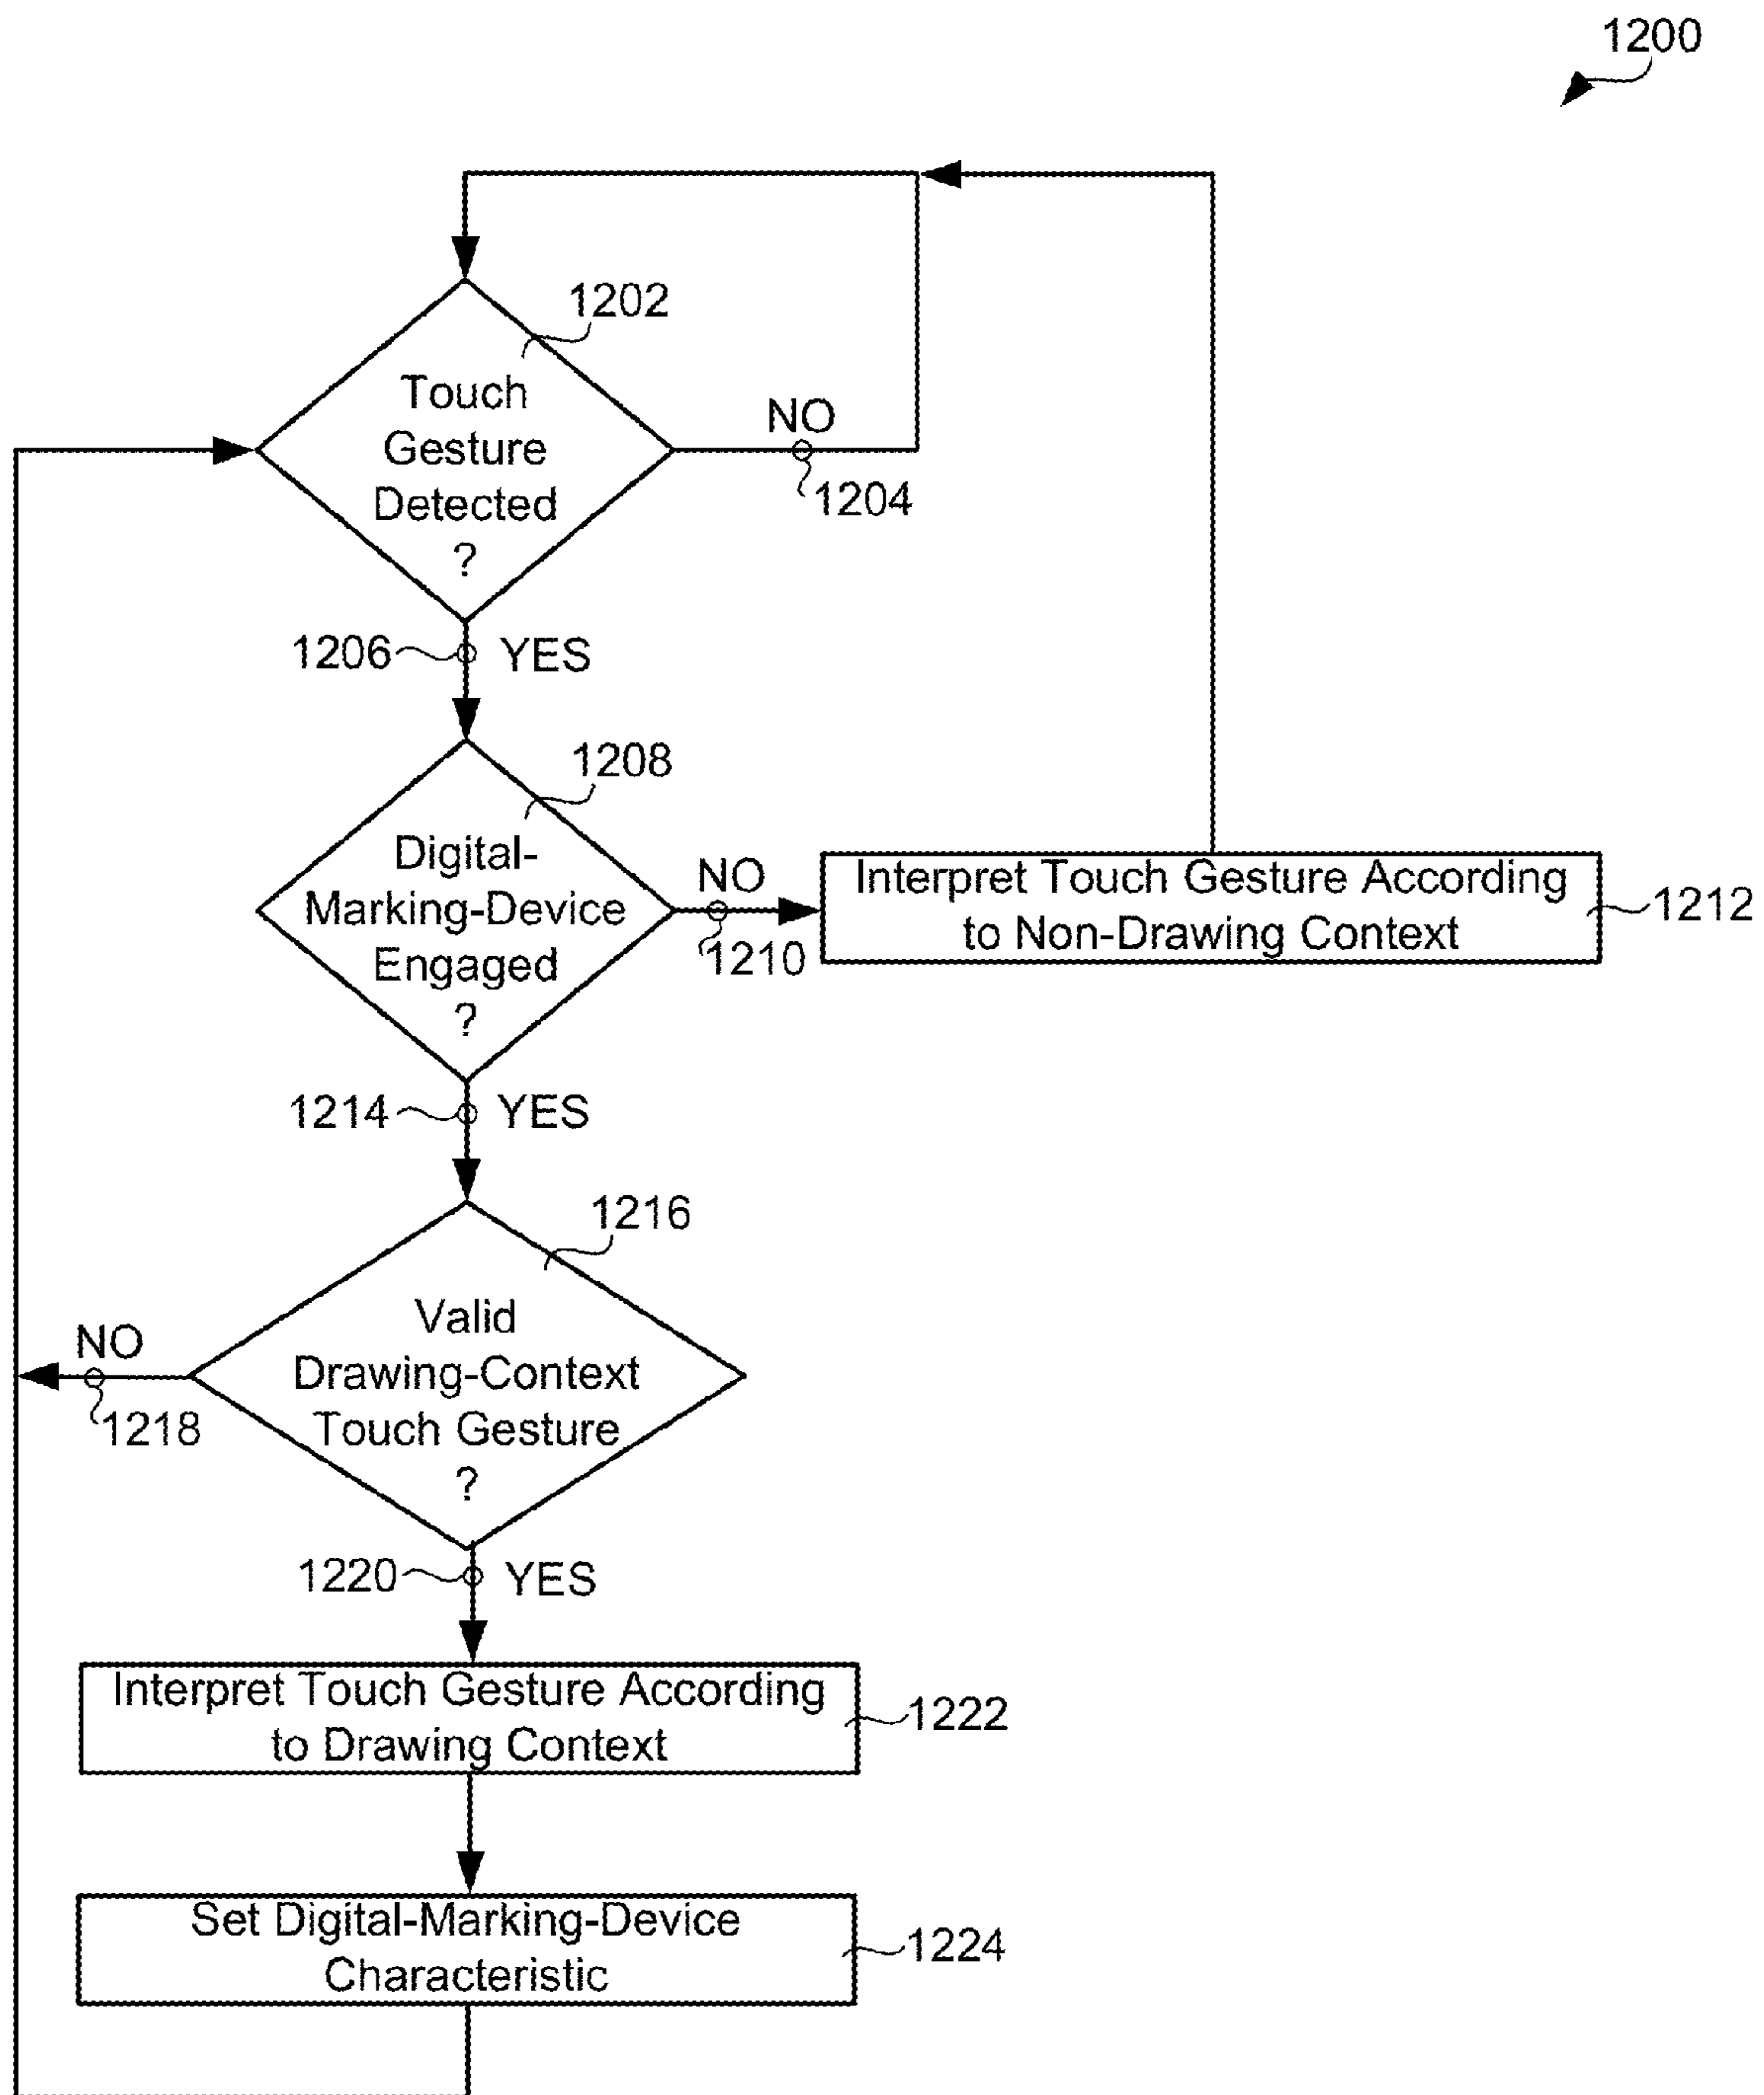 1200
1202
Touch
Gesture
Detected
?
NO
1204
1206
YES
1208
Digital-
Marking-Device
Engaged
?
NO
1210
Interpret Touch Gesture According
to Non-Drawing Context
1212
1214
YES
1216
Valid
Drawing-Context
Touch Gesture
?
NO
1218
1220
YES
Interpret Touch Gesture According
to Drawing Context
1222
Set Digital-Marking-Device
Characteristic
1224